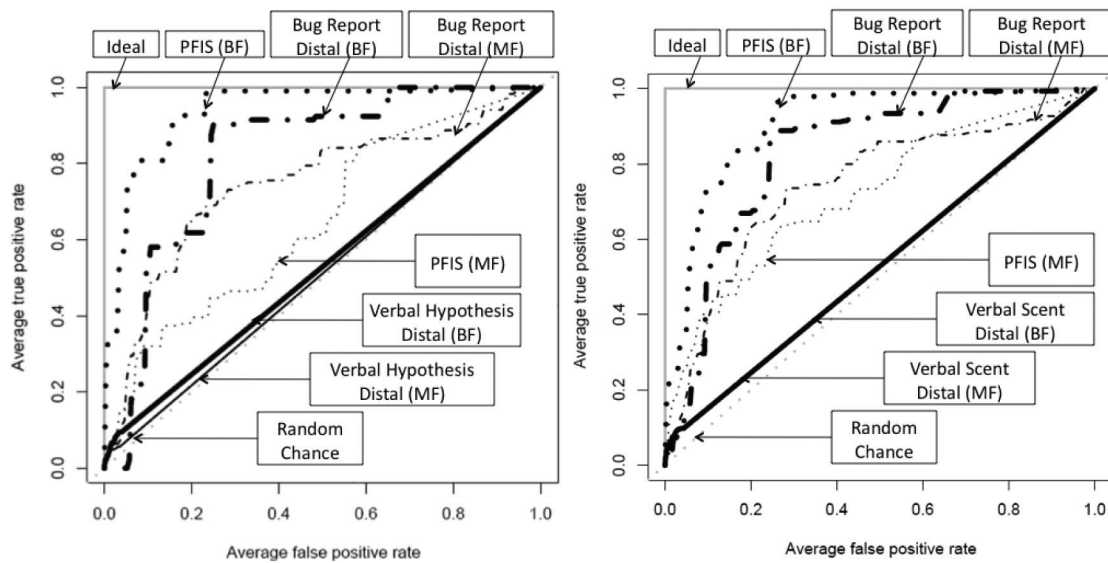 Ideal
PFIS (BF)
Bug Report
Distal (BF)
Bug Report
Distal (MF)
1.0
0.8
0.6
0.4
0.2
0.0
Average true positive rate
PFIS (MF)
Verbal Hypothesis
Distal (BF)
Verbal Hypothesis
Distal (MF)
Random
Chance
0.0
0.2
0.4
0.6
0.8
1.0
Average false positive rate
Ideal
PFIS (BF)
Bug Report
Distal (BF)
Bug Report
Distal (MF)
1.0
0.8
0.6
0.4
0.2
0.0
Average true positive rate
PFIS (MF)
Verbal Scent
Distal (BF)
Verbal Scent
Distal (MF)
Random
Chance
0.0
0.2
0.4
0.6
0.8
1.0
Average false positive rate